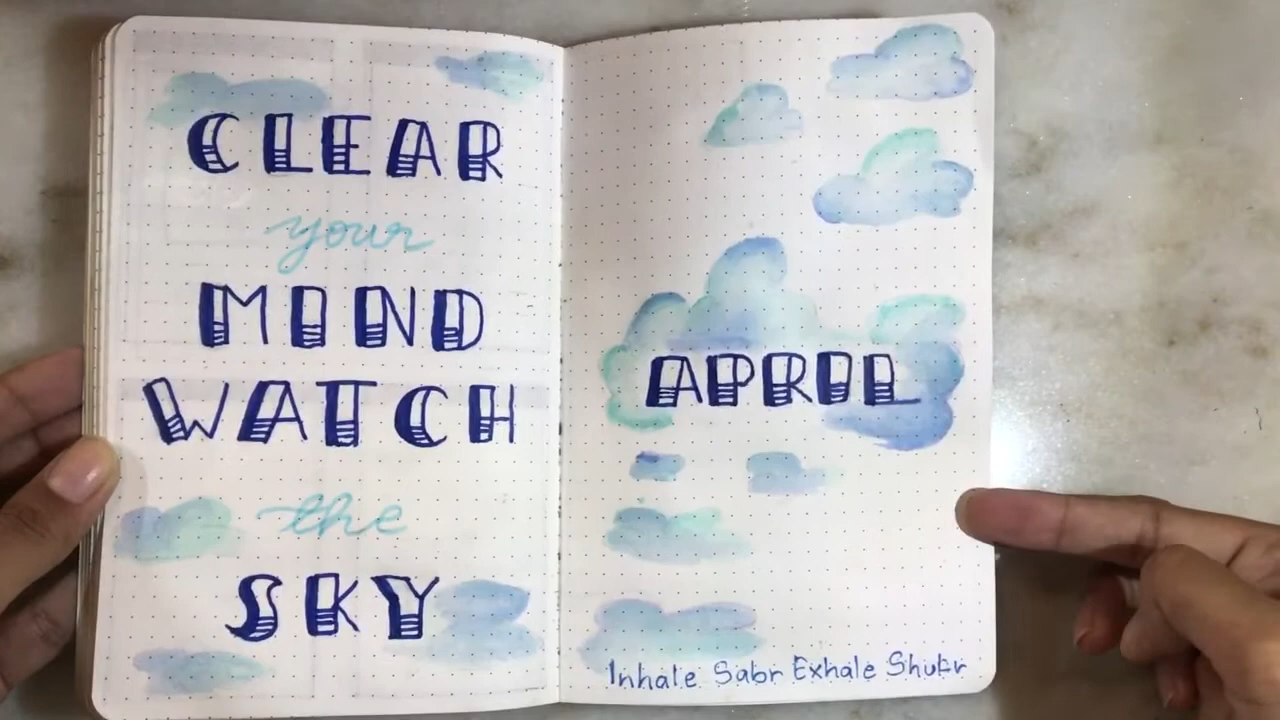 CLEAR
your
MIND
WATCH
the
SKY
APRIL
Inhale Sabr Exhale Shukr